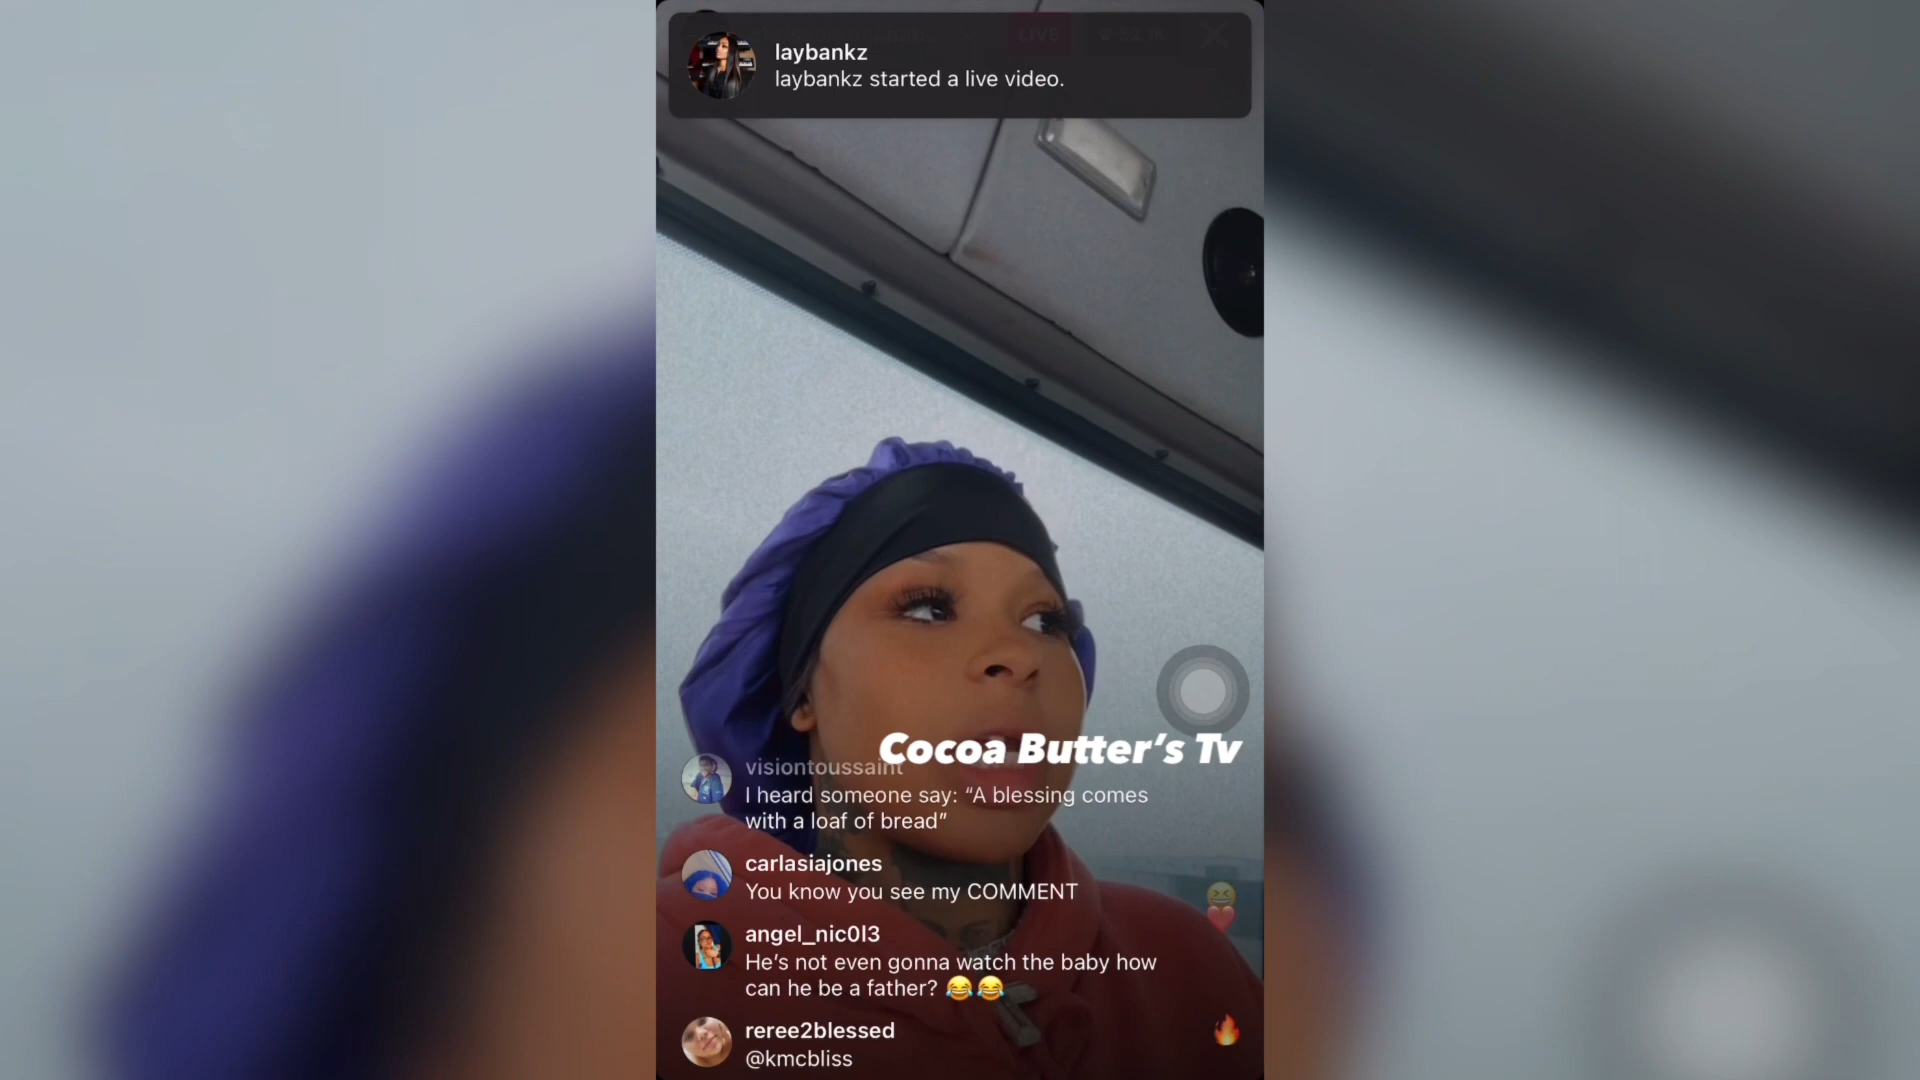 laybankz
laybankz started a live video.
LIVE
Cocoa Butter's Tv
visiontoussaint
I heard someone say: “A blessing comes
with a loaf of bread”
carlasiajones
You know you see my COMMENT
angel_nic0l3
He's not even gonna watch the baby how
can he be a father? 😂😂
reree2blessed
@kmcbliss